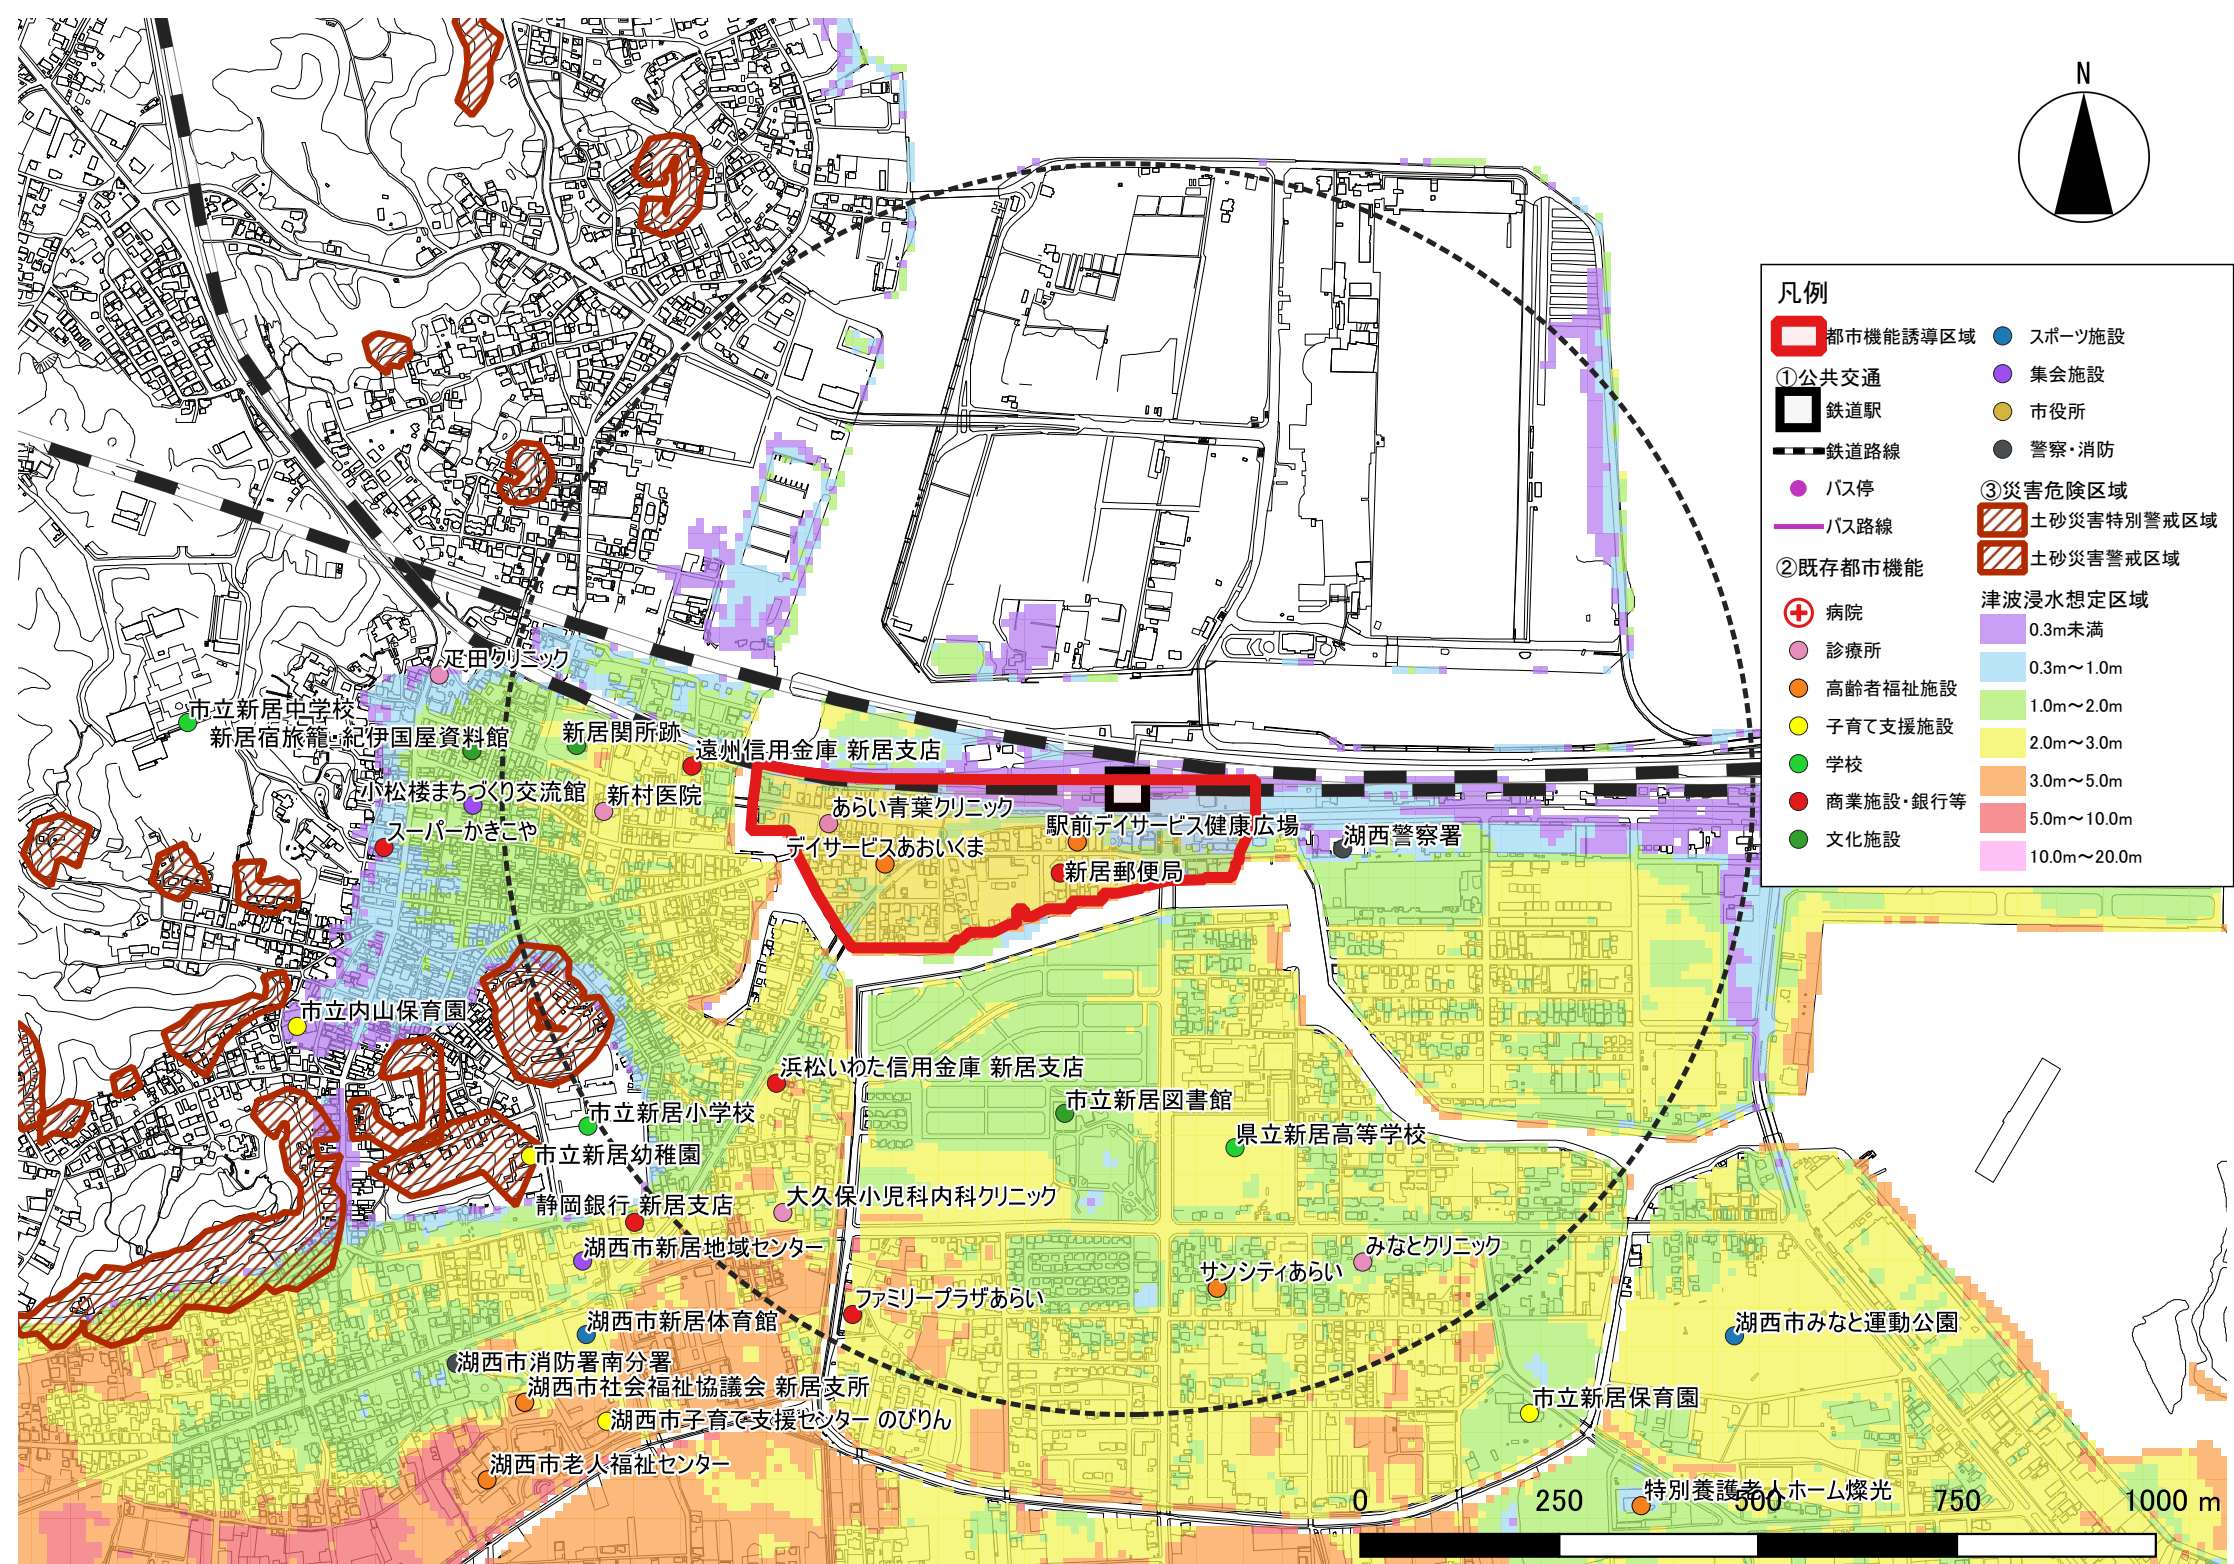 N
凡例
都市機能誘導区域
①公共交通
鉄道駅
鉄道路線
バス停
バス路線
②既存都市機能
病院
診療所
高齢者福祉施設
子育て支援施設
学校
商業施設・銀行等
文化施設
スポーツ施設
集会施設
市役所
警察・消防
③災害危険区域
土砂災害特別警戒区域
土砂災害警戒区域
津波浸水想定区域
0.3m未満
0.3m～1.0m
1.0m～2.0m
2.0m～3.0m
3.0m～5.0m
5.0m～10.0m
10.0m～20.0m
疋田クリニック
市立新居中学校
新居宿旅籠・紀伊国屋資料館
新居関所跡
遠州信用金庫 新居支店
小松楼まちづくり交流館
新村医院
あらい青葉クリニック
スーパーかきこや
駅前デイサービス健康広場
湖西警察署
デイサービスあおいくま
新居郵便局
市立内山保育園
浜松いわた信用金庫 新居支店
市立新居図書館
市立新居小学校
県立新居高等学校
市立新居幼稚園
大久保小児科内科クリニック
静岡銀行 新居支店
湖西市新居地域センター
みなとクリニック
サンシティあらい
ファミリープラザあらい
湖西市新居体育館
湖西市みなと運動公園
湖西市消防署南分署
湖西市社会福祉協議会 新居支所
市立新居保育園
湖西市子育て支援センター のびりん
湖西市老人福祉センター
特別養護老人ホーム燦光
0 250 500 750 1000 m